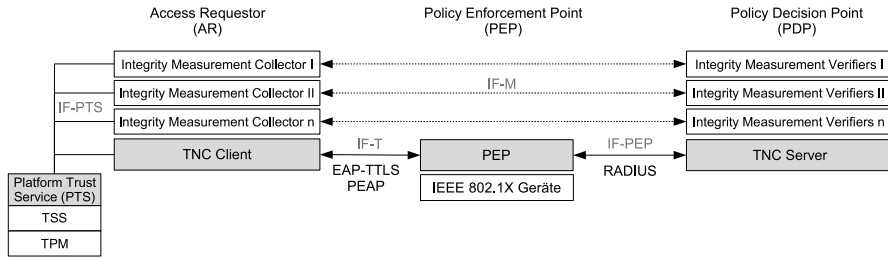 Access Requestor
(AR)
Policy Enforcement Point
(PEP)
Policy Decision Point
(PDP)
Integrity Measurement Collector I
Integrity Measurement Verifiers I
IF-PTS
Integrity Measurement Collector II
IF-M
Integrity Measurement Verifiers II
Integrity Measurement Collector n
Integrity Measurement Verifiers n
TNC Client
IF-T
PEP
IF-PEP
TNC Server
EAP-TTLS
PEAP
RADIUS
IEEE 802.1X Geräte
Platform Trust
Service (PTS)
TSS
TPM